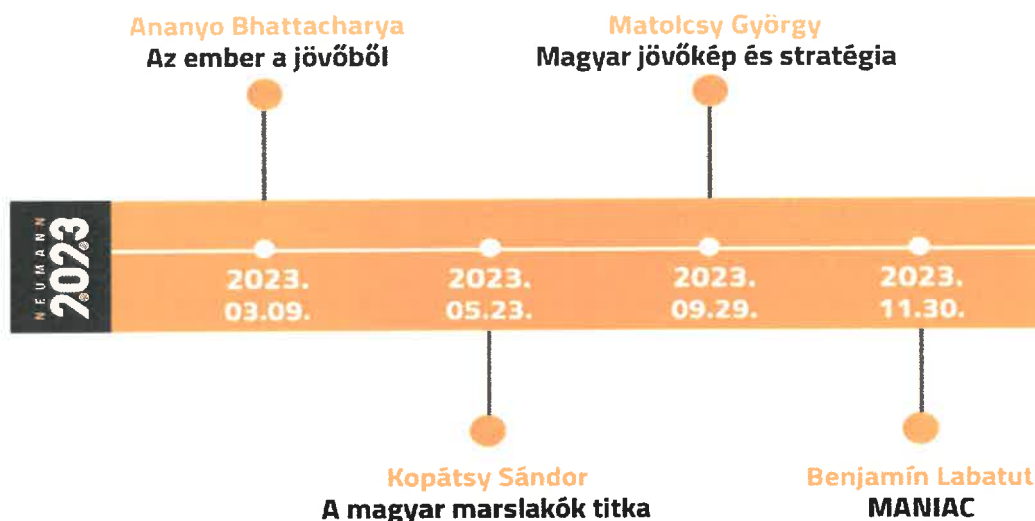 Ananyo Bhattacharya
Az ember a jövőből
Matolcsy György
Magyar jövőkép és stratégia
NEUMANN
2023
2023.
03.09.
2023.
05.23.
2023.
09.29.
2023.
11.30.
Kopátsy Sándor
A magyar marslakók titka
Benjamín Labatut
MANIAC